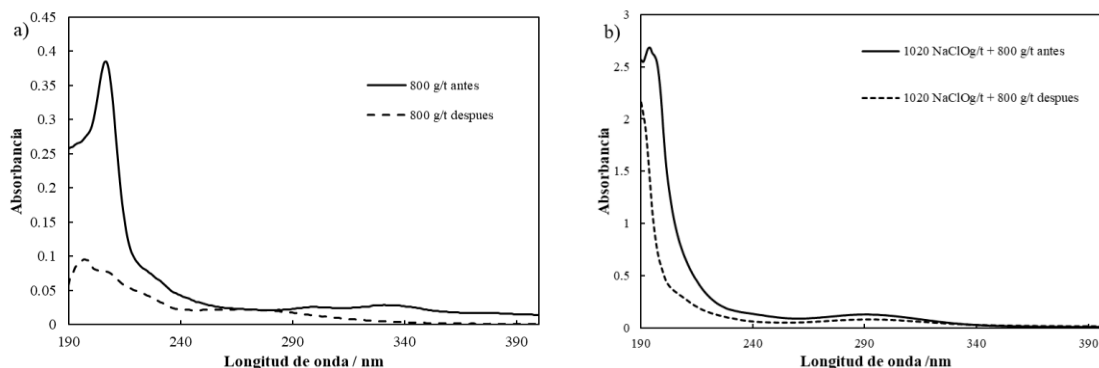 a)
0.45
0.4
0.35
0.3
0.25
0.2
0.15
0.1
0.05
0
Absorbancia
800 g/t antes
800 g/t despues
190 240 290 340 390
Longitud de onda / nm
b)
3
2.5
2
1.5
1
0.5
0
Absorbancia
1020 NaClOg/t + 800 g/t antes
1020 NaClOg/t + 800 g/t despues
190 240 290 340 390
Longitud de onda /nm